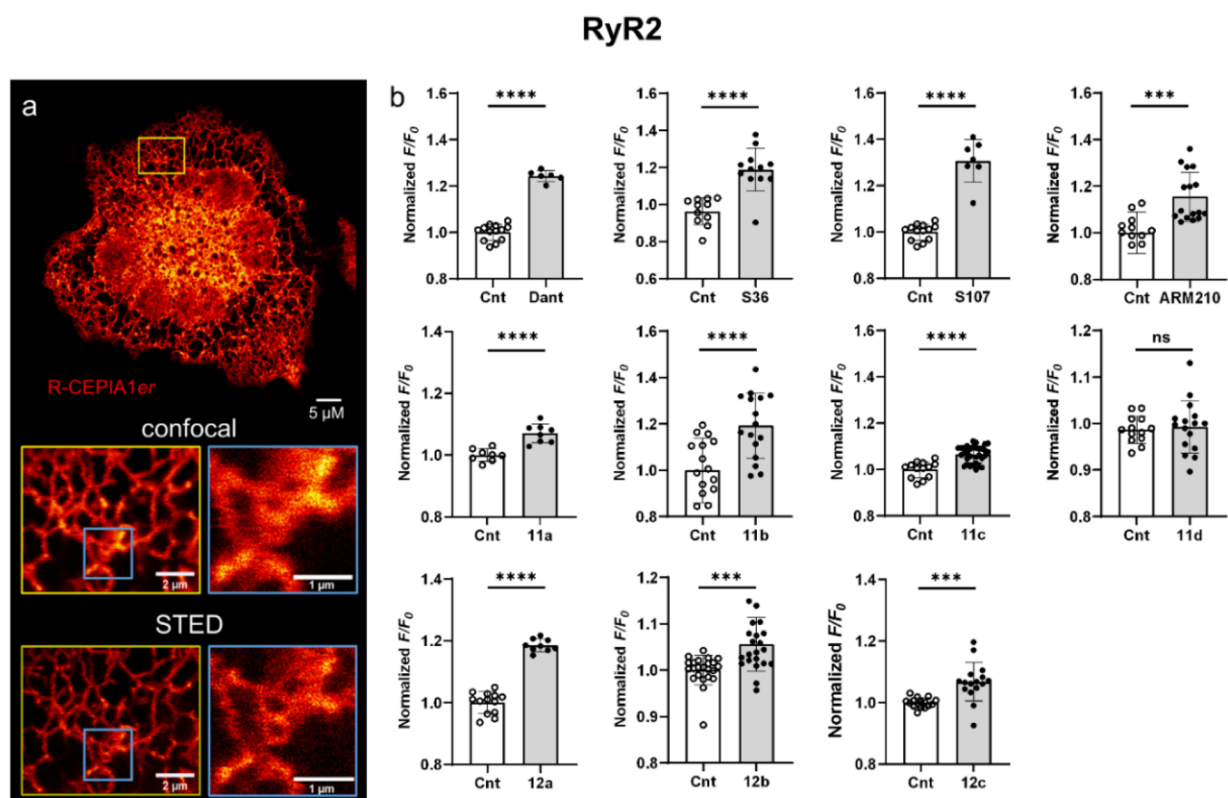 RyR2
a
R-CEPIA1er
5 µM
confocal
2 µm
1 µm
STED
2 µm
1 µm
b
****
Normalized F/F0
1.6
1.4
1.2
1.0
0.8
Cnt Dant
****
Normalized F/F0
1.6
1.4
1.2
1.0
0.8
0.6
Cnt S36
****
Normalized F/F0
1.6
1.4
1.2
1.0
0.8
Cnt S107
***
Normalized F/F0
1.6
1.4
1.2
1.0
0.8
Cnt ARM210
****
Normalized F/F0
1.4
1.2
1.0
0.8
Cnt 11a
****
Normalized F/F0
1.6
1.4
1.2
1.0
0.8
Cnt 11b
****
Normalized F/F0
1.4
1.2
1.0
0.8
Cnt 11c
ns
Normalized F/F0
1.2
1.1
1.0
0.9
0.8
Cnt 11d
****
Normalized F/F0
1.4
1.2
1.0
0.8
Cnt 12a
***
Normalized F/F0
1.2
1.1
1.0
0.9
0.8
Cnt 12b
***
Normalized F/F0
1.4
1.2
1.0
0.8
Cnt 12c